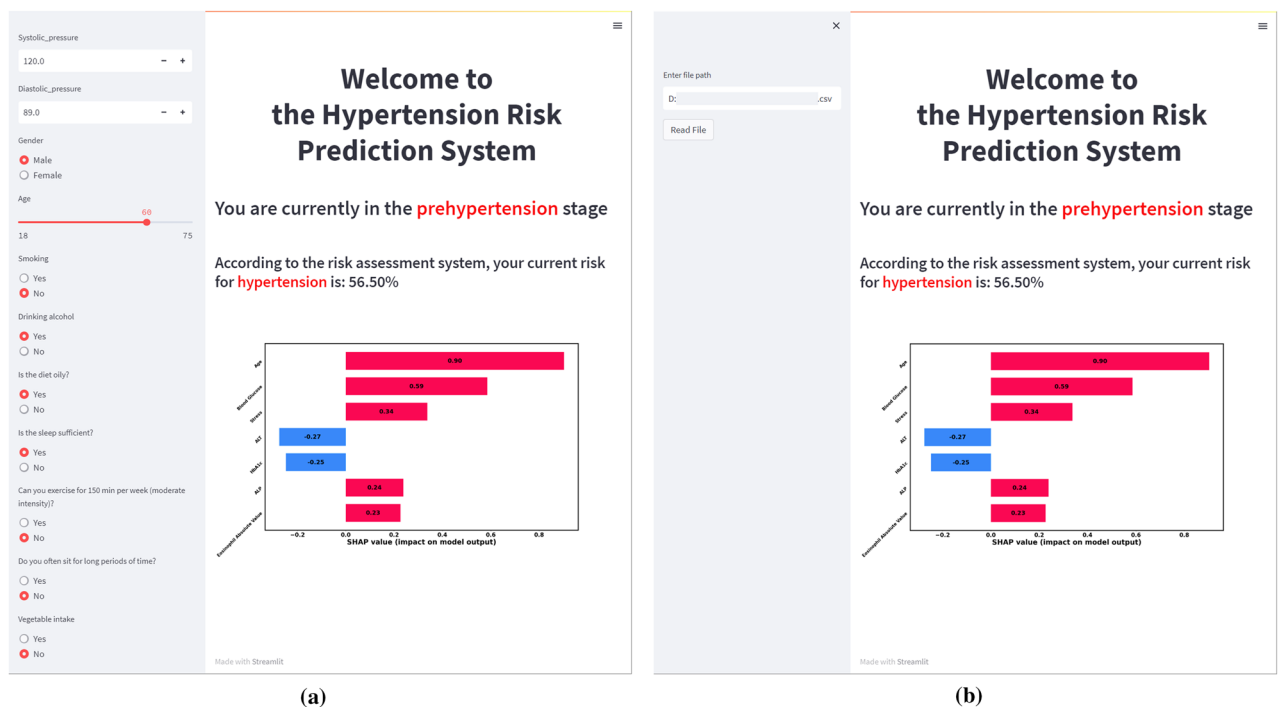 Systolic_pressure
120.0
Diastolic_pressure
89.0
Gender
Male
Female
Age
60
18 75
Smoking
Yes
No
Drinking alcohol
Yes
No
Is the diet oily?
Yes
No
Is the sleep sufficient?
Yes
No
Can you exercise for 150 min per week (moderate
intensity)?
Yes
No
Do you often sit for long periods of time?
Yes
No
Vegetable intake
Yes
No
Welcome to
the Hypertension Risk
Prediction System
You are currently in the prehypertension stage
According to the risk assessment system, your current risk
for hypertension is: 56.50%
Age 0.90
Blood Glucose 0.59
Stress 0.34
ALT -0.27
HbA1c -0.25
ALP 0.24
Eosinophil Absolute Value 0.23
−0.2 0.0 0.2 0.4 0.6 0.8
SHAP value (impact on model output)
Made with Streamlit
(a)
Enter file path
D: .csv
Read File
Welcome to
the Hypertension Risk
Prediction System
You are currently in the prehypertension stage
According to the risk assessment system, your current risk
for hypertension is: 56.50%
Age 0.90
Blood Glucose 0.59
Stress 0.34
ALT -0.27
HbA1c -0.25
ALP 0.24
Eosinophil Absolute Value 0.23
−0.2 0.0 0.2 0.4 0.6 0.8
SHAP value (impact on model output)
Made with Streamlit
(b)